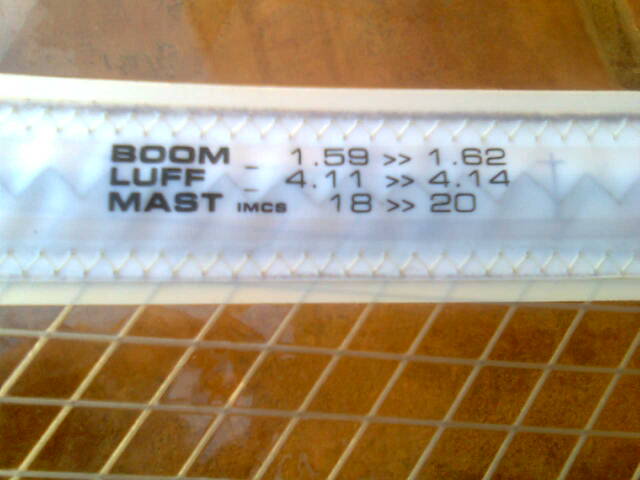 BOOM - 1.59 >> 1.62
LUFF - 4.11 >> 4.14
MAST IMCS 18 >> 20